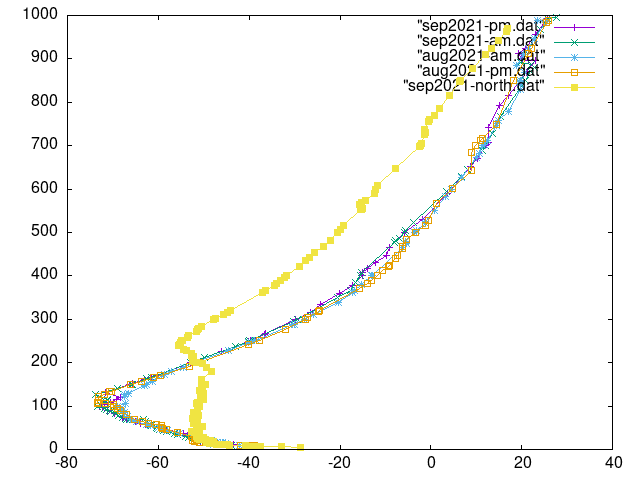 1000
900
800
700
600
500
400
300
200
100
0
-80 -60 -40 -20 0 20 40
"sep2021-pm.dat"
"sep2021-am.dat"
"aug2021-am.dat"
"aug2021-pm.dat"
"sep2021-north.dat"